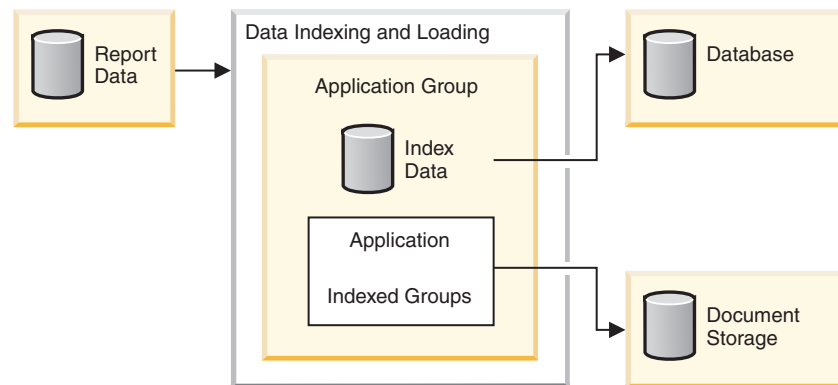 Report
Data
Data Indexing and Loading
Application Group
Index
Data
Application
Indexed Groups
Database
Document
Storage